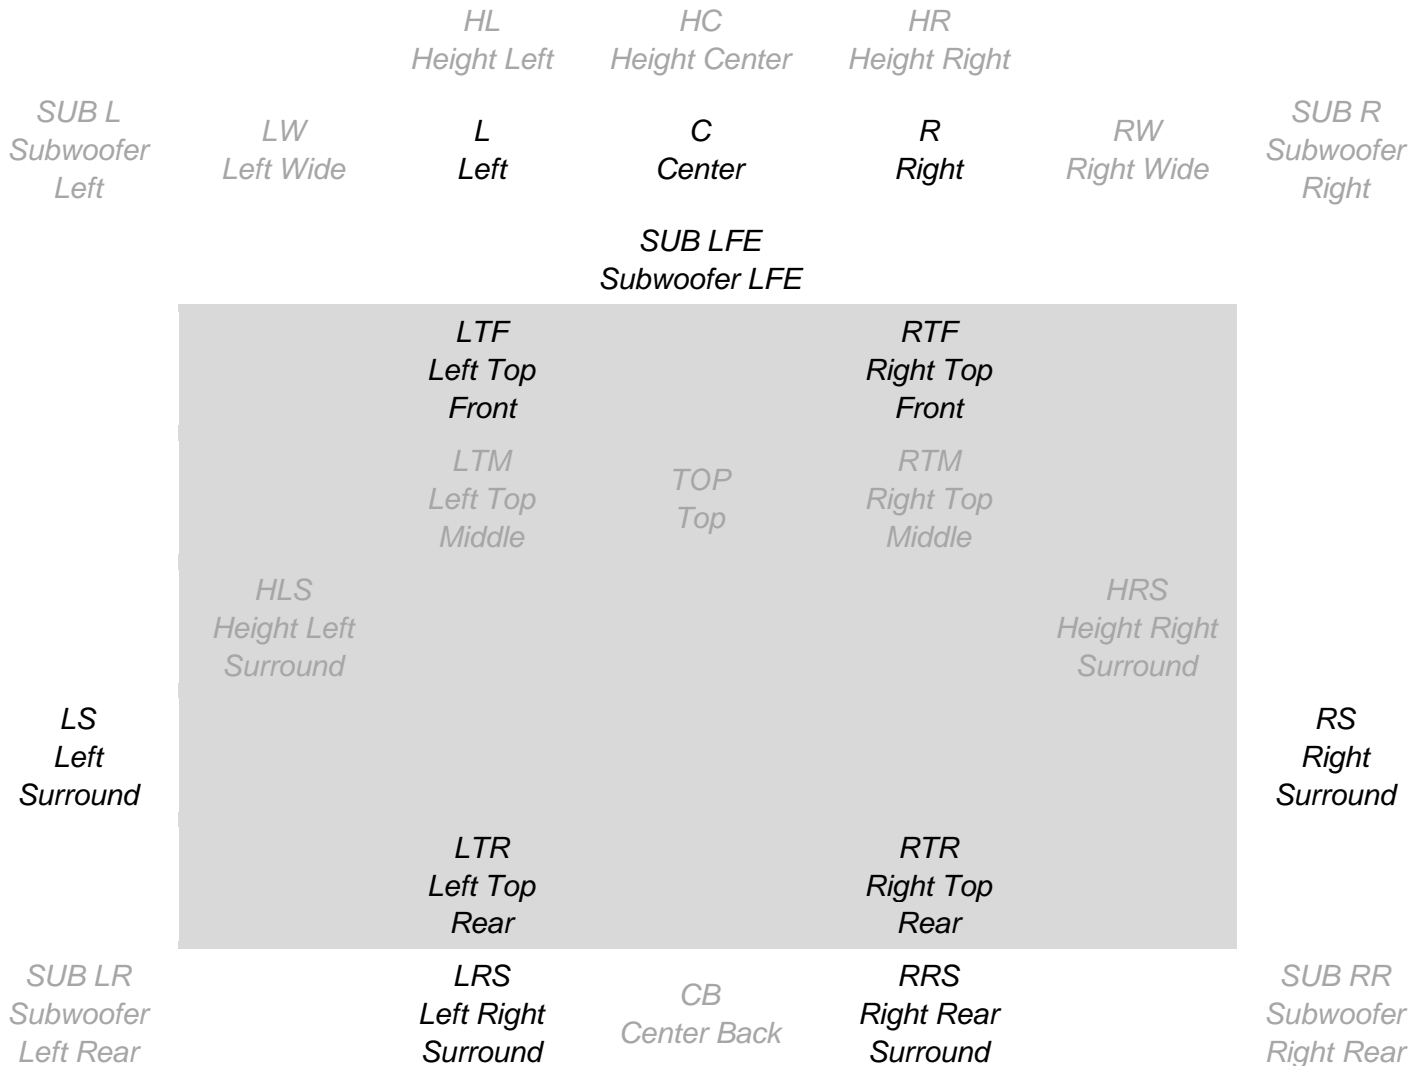 HL
Height Left
HC
Height Center
HR
Height Right
SUB L
Subwoofer
Left
LW
Left Wide
L
Left
C
Center
R
Right
RW
Right Wide
SUB R
Subwoofer
Right
SUB LFE
Subwoofer LFE
LTF
Left Top
Front
RTF
Right Top
Front
LTM
Left Top
Middle
TOP
Top
RTM
Right Top
Middle
HLS
Height Left
Surround
HRS
Height Right
Surround
LS
Left
Surround
RS
Right
Surround
LTR
Left Top
Rear
RTR
Right Top
Rear
SUB LR
Subwoofer
Left Rear
LRS
Left Right
Surround
CB
Center Back
RRS
Right Rear
Surround
SUB RR
Subwoofer
Right Rear